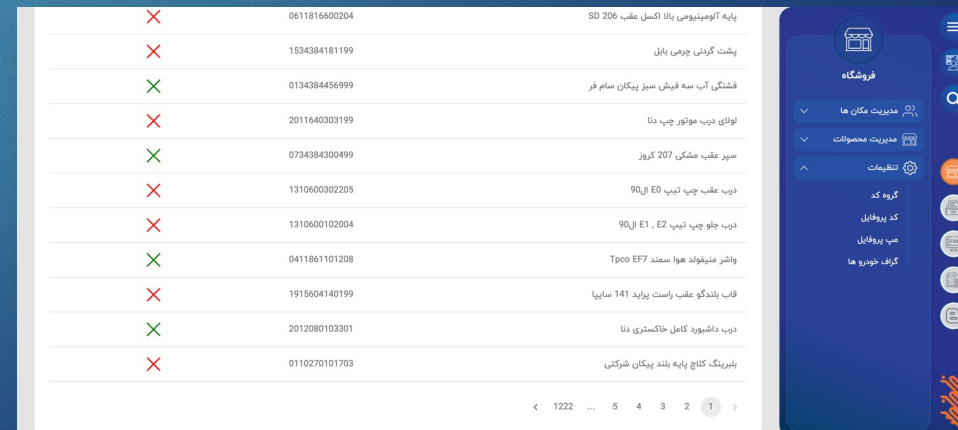 پایه آلومینیومی بالا اکسل عقب 206 SD 0611816600204
پشت گردنی چرمی بابل 1534384181199
فشنگی آب سه فیش سبز پیکان سام فر 0134384456999
لولای درب موتور چپ دنا 2011640303199
سپر عقب مشکی 207 کروز 0734384300499
درب عقب چپ تیپ E0 ال90 1310600302205
درب جلو چپ تیپ E1 , E2 ال90 1310600102004
واشر منیفولد هوا سمند Tpco EF7 0411861101208
قاب بلندگو عقب راست پراید 141 سایپا 1915604140199
درب داشبورد کامل خاکستری دنا 2012080103301
بلبرینگ کلاچ پایه بلند پیکان شرکتی 0110270101703
1 2 3 4 5 ... 1222
فروشگاه
مدیریت مکان ها
مدیریت محصولات
تنظیمات
گروه کد
کد پروفایل
مپ پروفایل
گراف خودرو ها